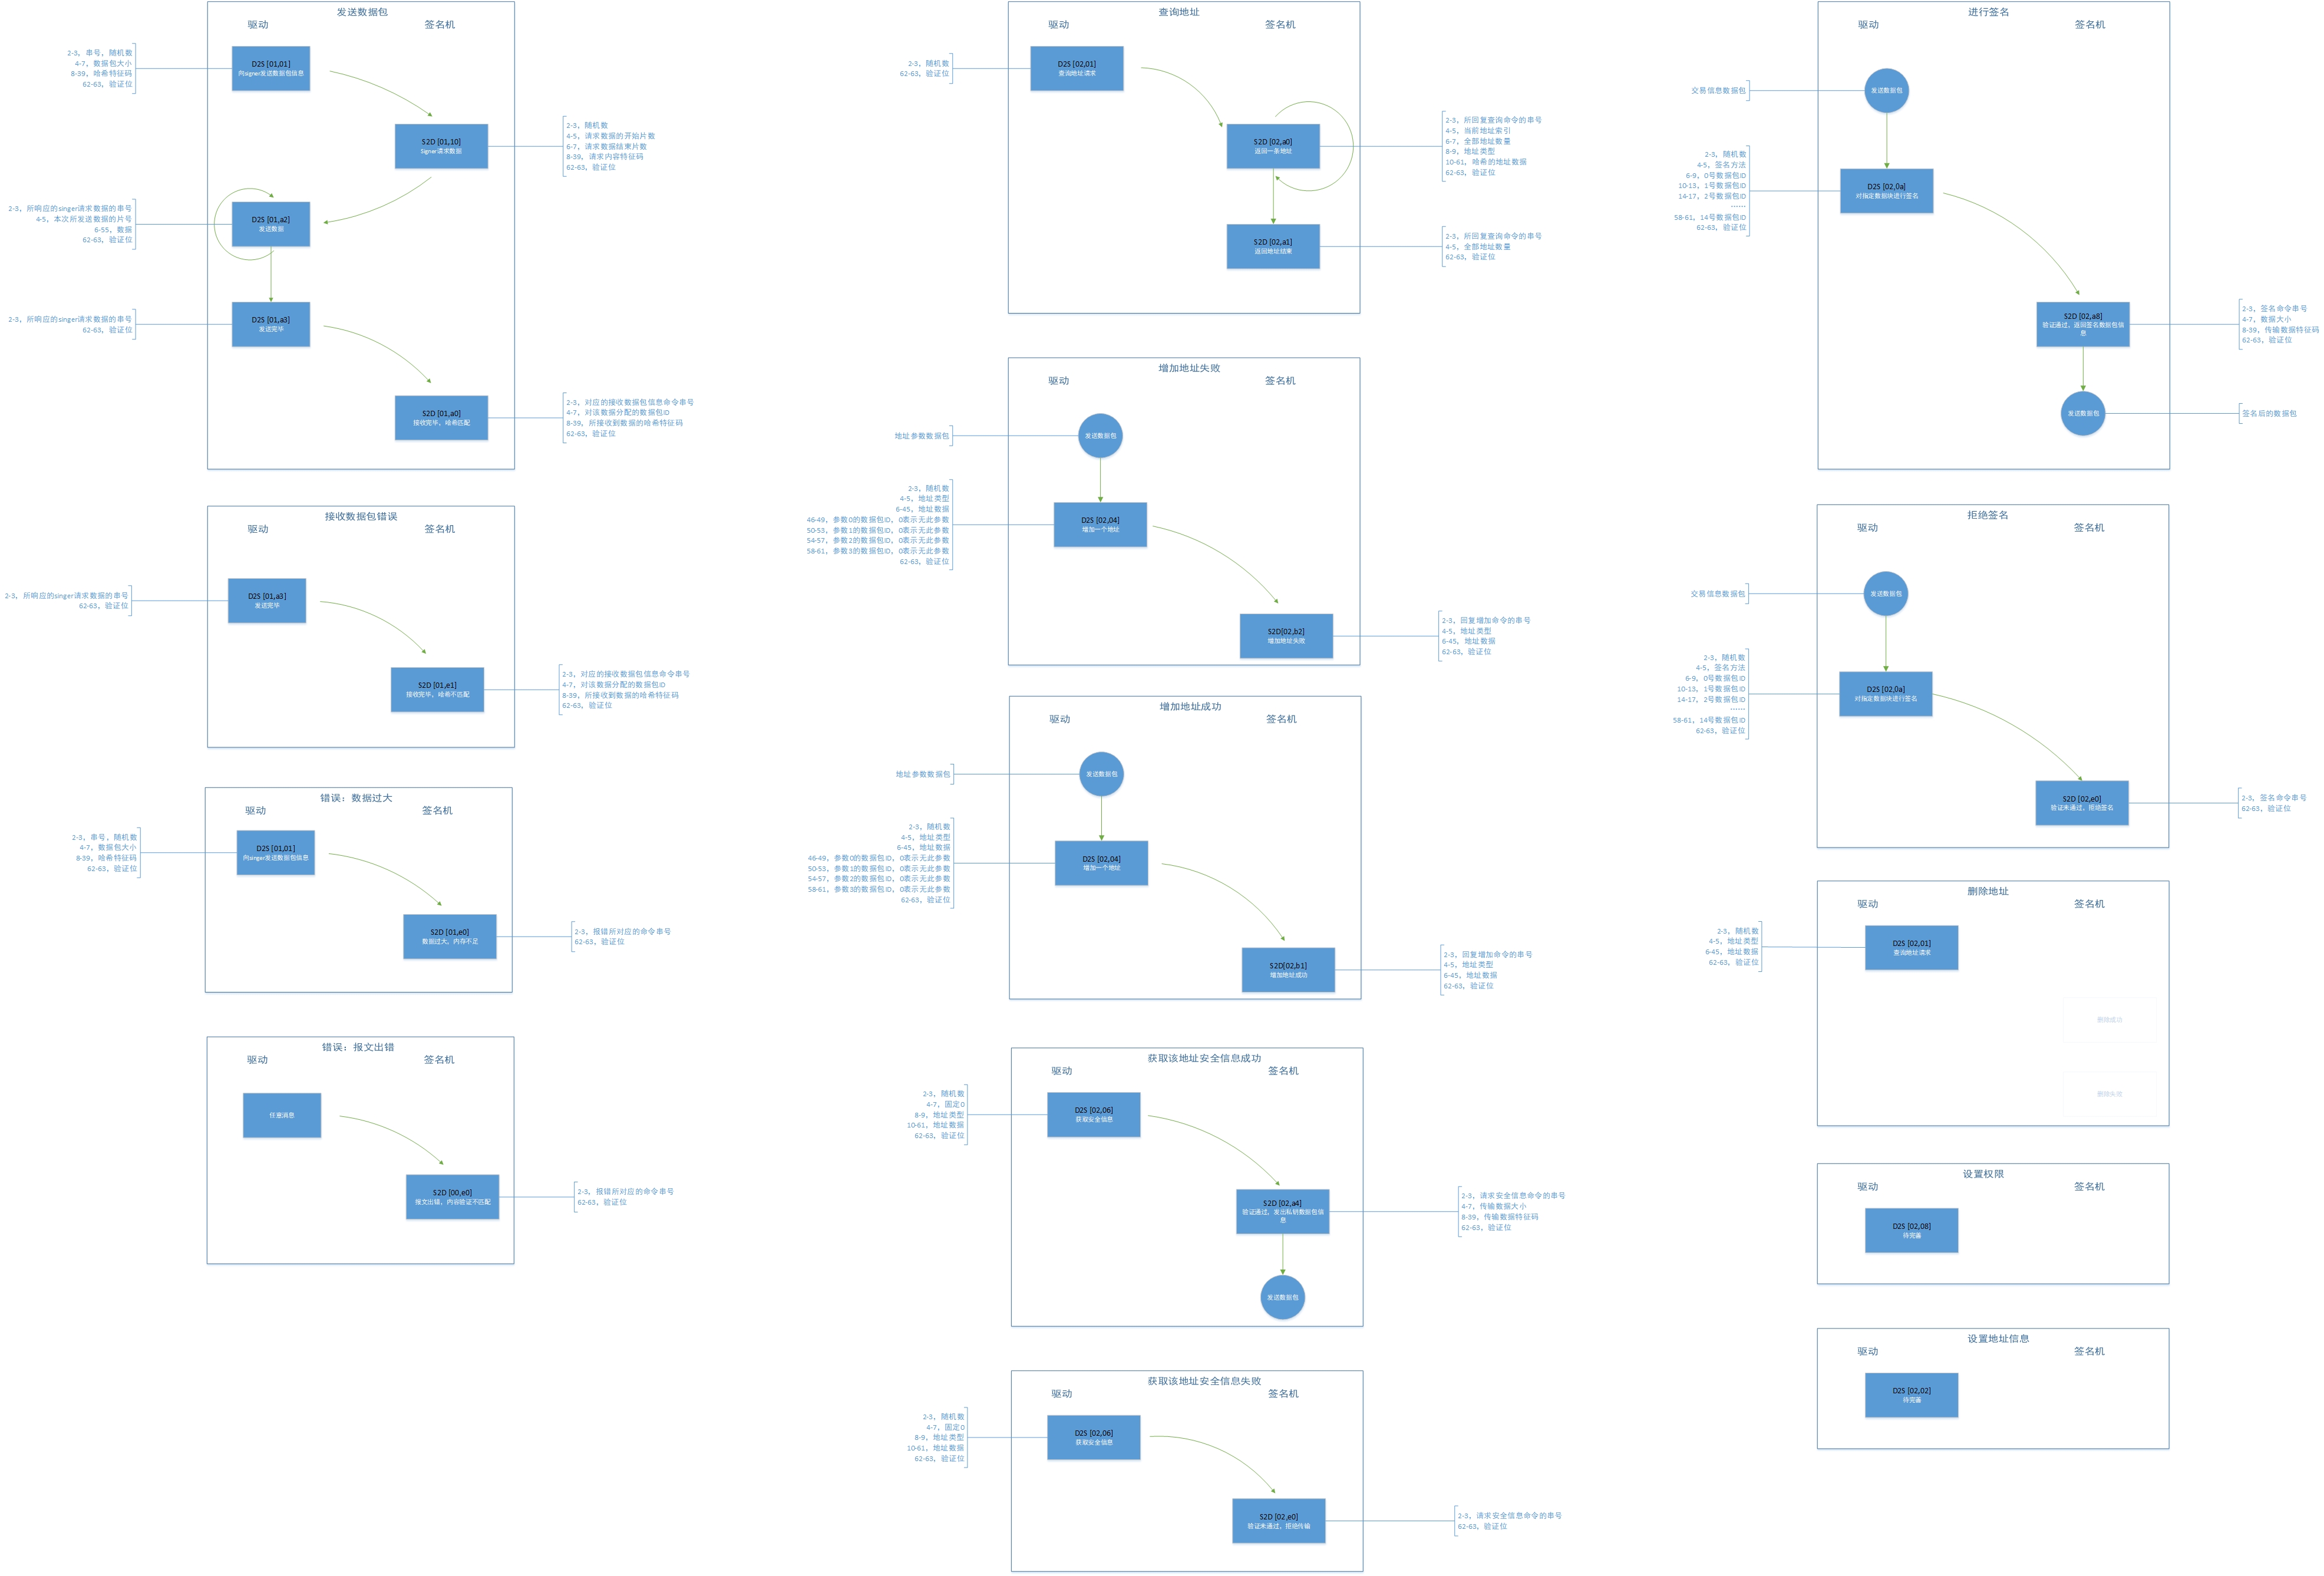 发送数据包
驱动
签名机
2-3，串号，随机数
4-7，数据包大小
8-39，哈希特征码
62-63，验证位
D2S [01,01]
向signer发送数据包信息
S2D [01,10]
Signer请求数据
2-3，随机数
4-5，请求数据的开始片数
6-7，请求数据结束片数
8-39，请求内容特征码
62-63，验证位
2-3，所响应的singer请求数据的串号
4-5，本次所发送数据的片号
6-55，数据
62-63，验证位
D2S [01,a2]
发送数据
2-3，所响应的singer请求数据的串号
62-63，验证位
D2S [01,a3]
发送完毕
S2D [01,a0]
接收完毕，哈希匹配
2-3，对应的接收数据包信息命令串号
4-7，对该数据分配的数据包ID
8-39，所接收到数据的哈希特征码
62-63，验证位
接收数据包错误
驱动
签名机
2-3，所响应的singer请求数据的串号
62-63，验证位
D2S [01,a3]
发送完毕
S2D [01,e1]
接收完毕，哈希不匹配
2-3，对应的接收数据包信息命令串号
4-7，对该数据分配的数据包ID
8-39，所接收到数据的哈希特征码
62-63，验证位
错误：数据过大
驱动
签名机
2-3，串号，随机数
4-7，数据包大小
8-39，哈希特征码
62-63，验证位
D2S [01,01]
向singer发送数据包信息
S2D [01,e0]
数据过大，内存不足
2-3，报错所对应的命令串号
62-63，验证位
错误：报文出错
驱动
签名机
任意消息
S2D [00,e0]
报文出错，内容验证不匹配
2-3，报错所对应的命令串号
62-63，验证位
查询地址
驱动
签名机
2-3，随机数
62-63，验证位
D2S [02,01]
查询地址请求
S2D [02,a0]
返回一条地址
2-3，所回复查询命令的串号
4-5，当前地址索引
6-7，全部地址数量
8-9，地址类型
10-61，哈希的地址数据
62-63，验证位
S2D [02,a1]
返回地址结束
2-3，所回复查询命令的串号
4-5，全部地址数量
62-63，验证位
增加地址失败
驱动
签名机
地址参数数据包
发送数据包
2-3，随机数
4-5，地址类型
6-45，地址数据
46-49，参数0的数据包ID，0表示无此参数
50-53，参数1的数据包ID，0表示无此参数
54-57，参数2的数据包ID，0表示无此参数
58-61，参数3的数据包ID，0表示无此参数
62-63，验证位
D2S [02,04]
增加一个地址
S2D[02,b2]
增加地址失败
2-3，回复增加命令的串号
4-5，地址类型
6-45，地址数据
62-63，验证位
增加地址成功
驱动
签名机
地址参数数据包
发送数据包
2-3，随机数
4-5，地址类型
6-45，地址数据
46-49，参数0的数据包ID，0表示无此参数
50-53，参数1的数据包ID，0表示无此参数
54-57，参数2的数据包ID，0表示无此参数
58-61，参数3的数据包ID，0表示无此参数
62-63，验证位
D2S [02,04]
增加一个地址
S2D[02,b1]
增加地址成功
2-3，回复增加命令的串号
4-5，地址类型
6-45，地址数据
62-63，验证位
获取该地址安全信息成功
驱动
签名机
2-3，随机数
4-7，固定0
8-9，地址类型
10-61，地址数据
62-63，验证位
D2S [02,06]
获取安全信息
S2D [02,a4]
验证通过，发出私钥数据包信
息
2-3，请求安全信息命令的串号
4-7，传输数据大小
8-39，传输数据特征码
62-63，验证位
发送数据包
获取该地址安全信息失败
驱动
签名机
2-3，随机数
4-7，固定0
8-9，地址类型
10-61，地址数据
62-63，验证位
D2S [02,06]
获取安全信息
S2D [02,e0]
验证未通过，拒绝传输
2-3，请求安全信息命令的串号
62-63，验证位
进行签名
驱动
签名机
交易信息数据包
发送数据包
2-3，随机数
4-5，签名方法
6-9，0号数据包ID
10-13，1号数据包ID
14-17，2号数据包ID
……
58-61，14号数据包ID
62-63，验证位
D2S [02,0a]
对指定数据块进行签名
S2D [02,a8]
验证通过，返回签名数据包信
息
2-3，签名命令串号
4-7，数据大小
8-39，传输数据特征码
62-63，验证位
发送数据包
签名后的数据包
拒绝签名
驱动
签名机
交易信息数据包
发送数据包
2-3，随机数
4-5，签名方法
6-9，0号数据包ID
10-13，1号数据包ID
14-17，2号数据包ID
……
58-61，14号数据包ID
62-63，验证位
D2S [02,0a]
对指定数据块进行签名
S2D [02,e0]
验证未通过，拒绝签名
2-3，签名命令串号
62-63，验证位
删除地址
驱动
签名机
2-3，随机数
4-5，地址类型
6-45，地址数据
62-63，验证位
D2S [02,01]
查询地址请求
删除成功
删除失败
设置权限
驱动
签名机
D2S [02,08]
待完善
设置地址信息
驱动
签名机
D2S [02,02]
待完善